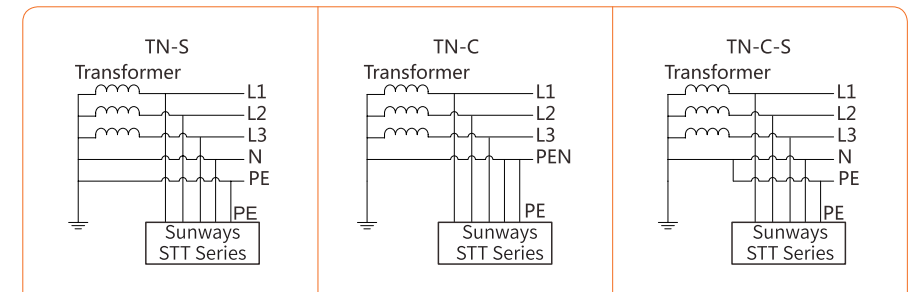 TN-S
Transformer
L1
L2
L3
N
PE
PE
Sunways
STT Series
TN-C
Transformer
L1
L2
L3
PEN
PE
Sunways
STT Series
TN-C-S
Transformer
L1
L2
L3
N
PE
PE
Sunways
STT Series